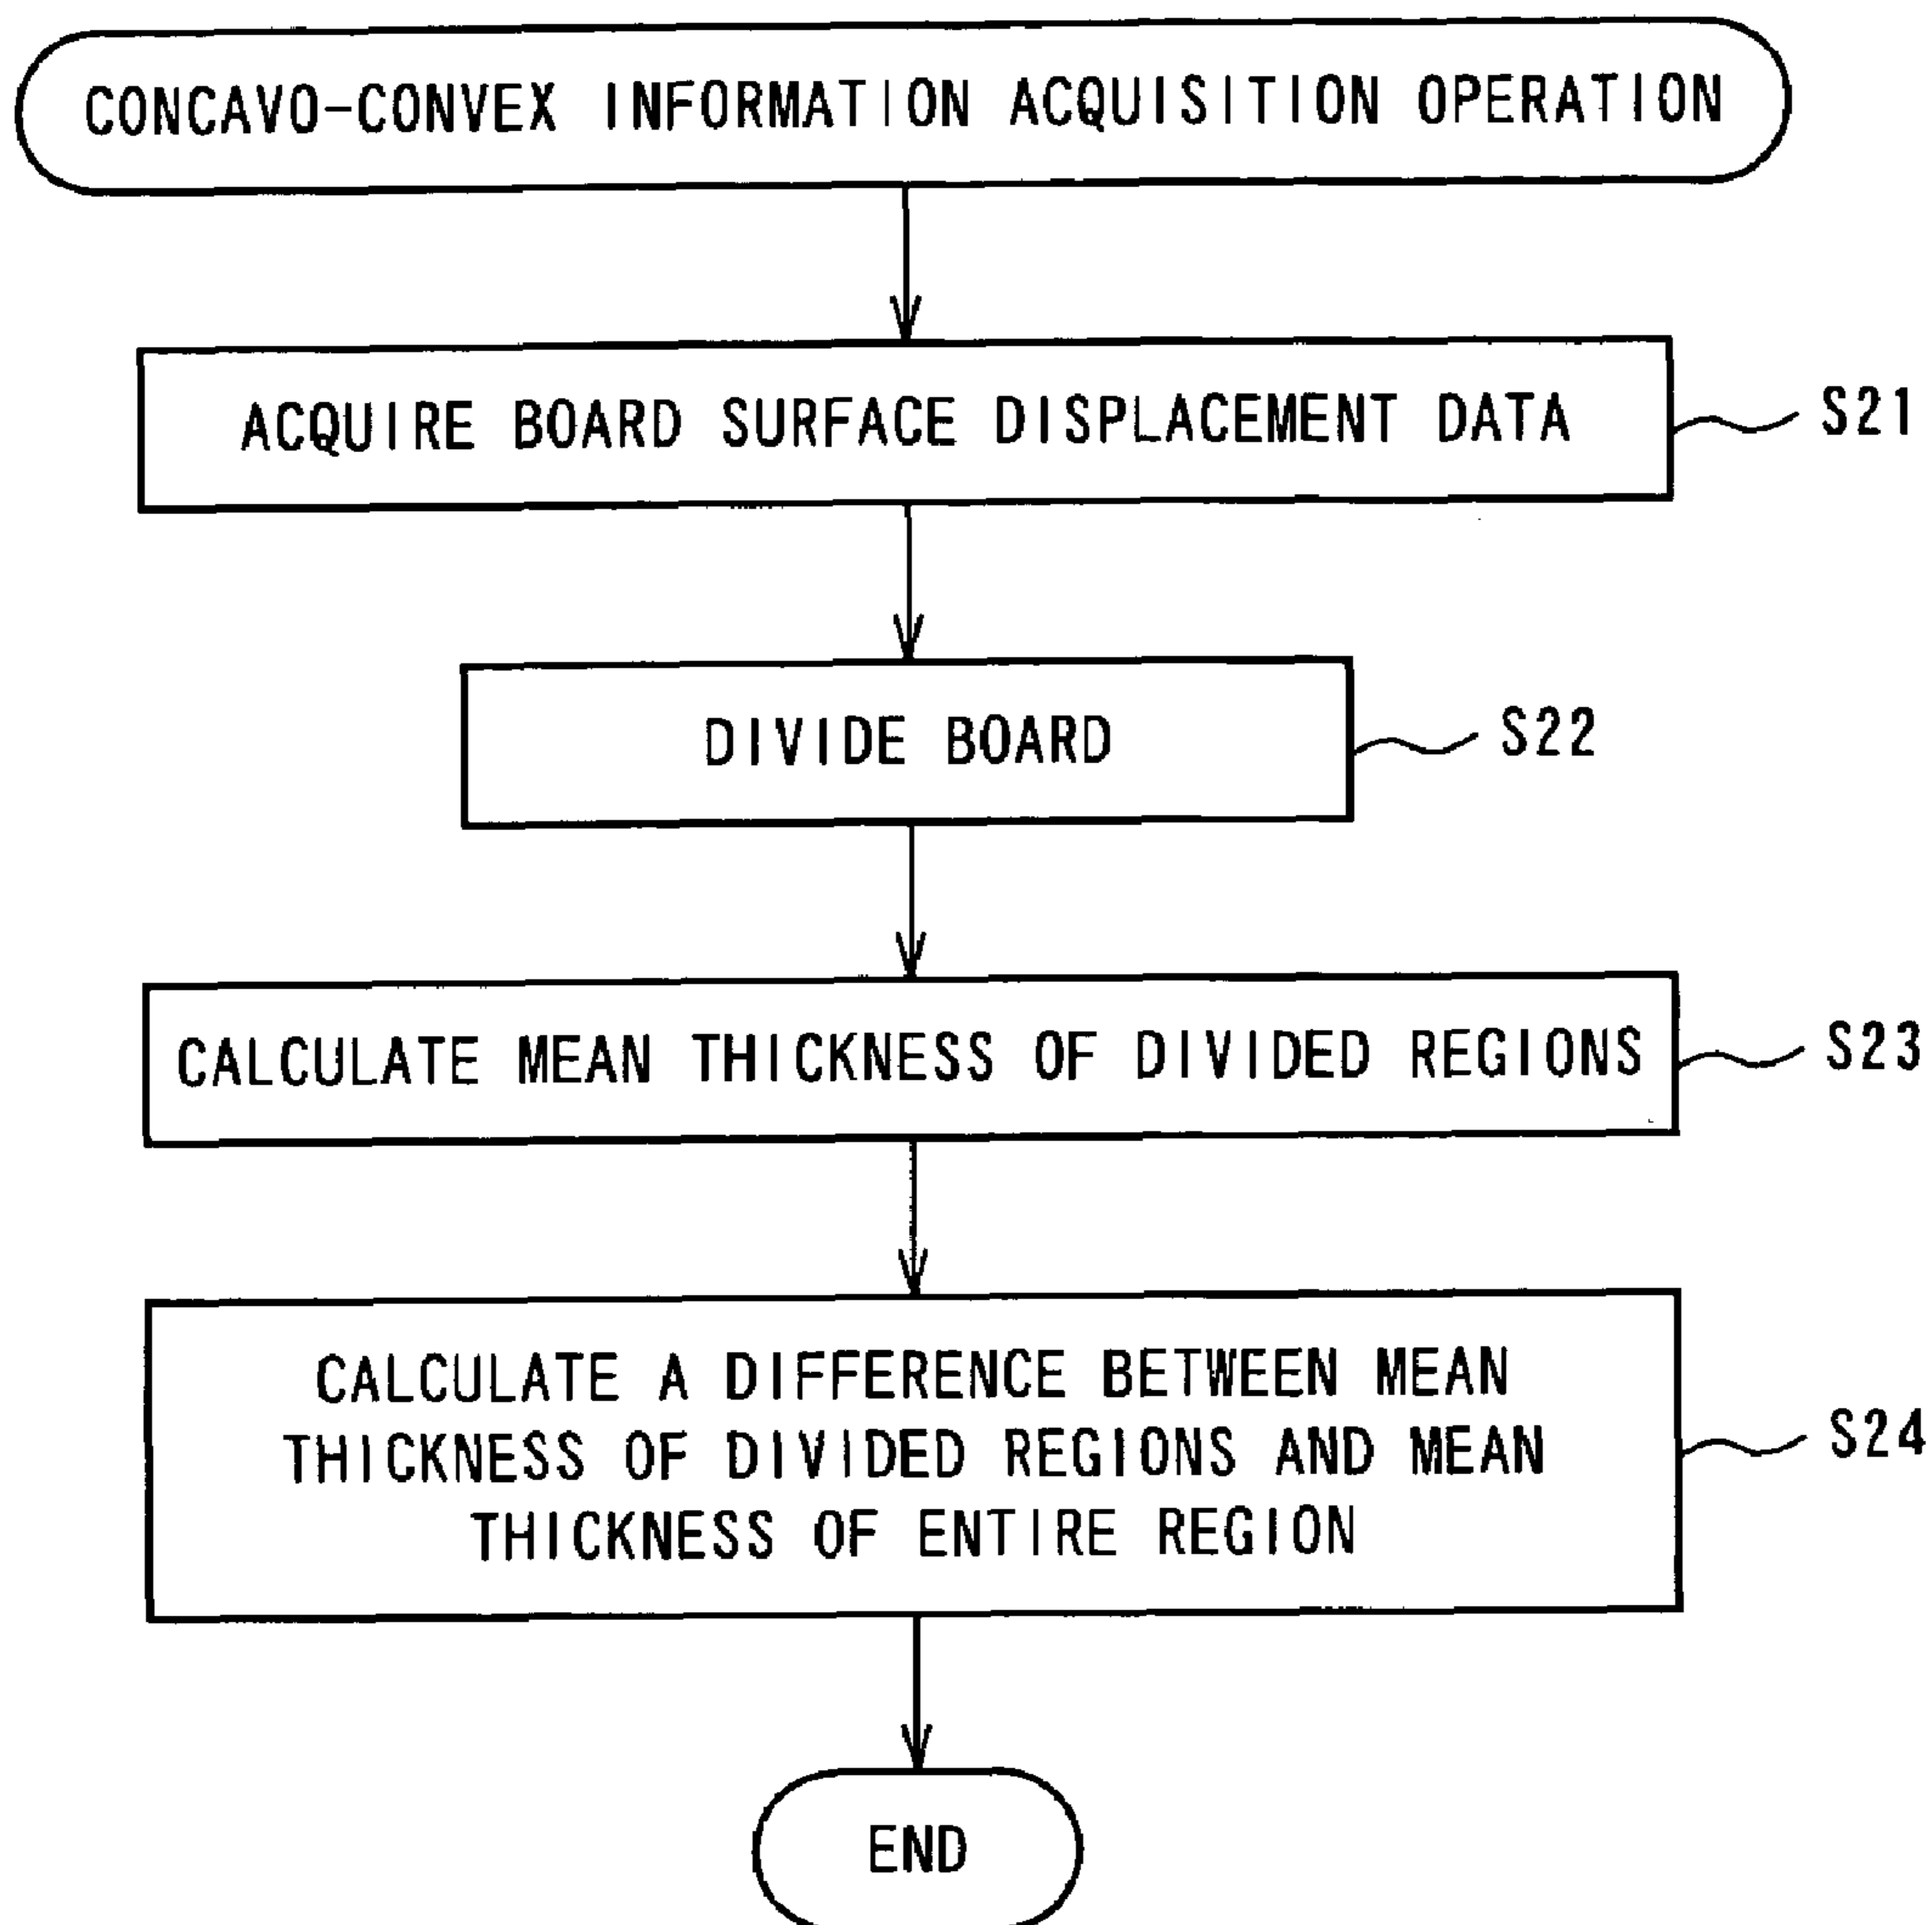 CONCAVO-CONVEX INFORMATION ACQUISITION OPERATION
ACQUIRE BOARD SURFACE DISPLACEMENT DATA
S21
DIVIDE BOARD
S22
CALCULATE MEAN THICKNESS OF DIVIDED REGIONS
S23
CALCULATE A DIFFERENCE BETWEEN MEAN
THICKNESS OF DIVIDED REGIONS AND MEAN
THICKNESS OF ENTIRE REGION
S24
END